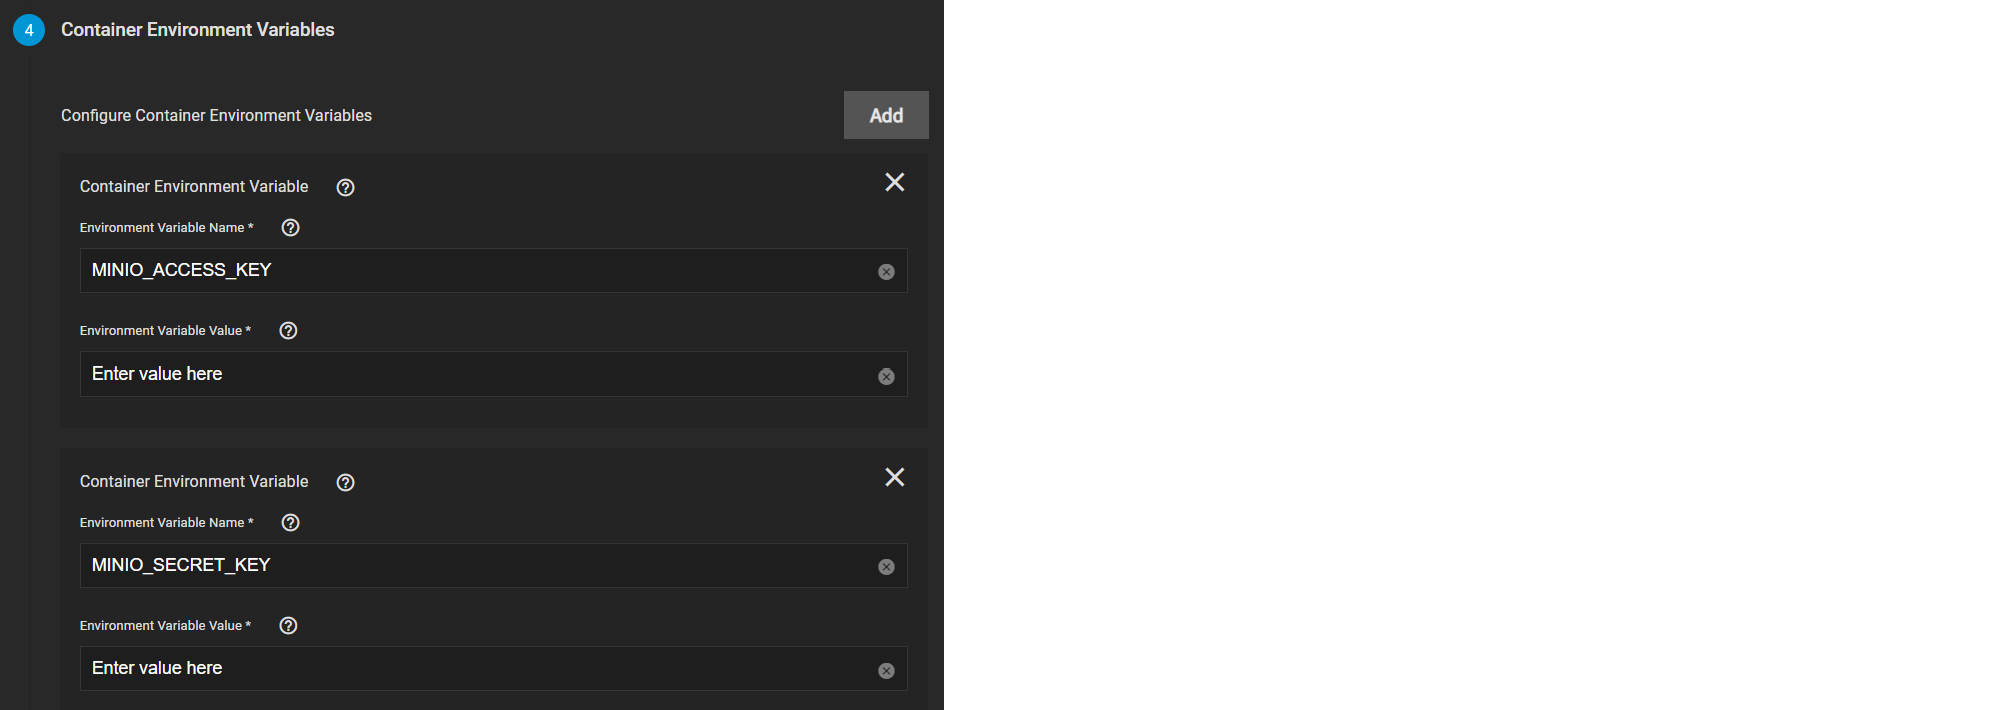 4 Container Environment Variables
Configure Container Environment Variables Add
Container Environment Variable
Environment Variable Name *
MINIO_ACCESS_KEY
Environment Variable Value *
Enter value here
Container Environment Variable
Environment Variable Name *
MINIO_SECRET_KEY
Environment Variable Value *
Enter value here